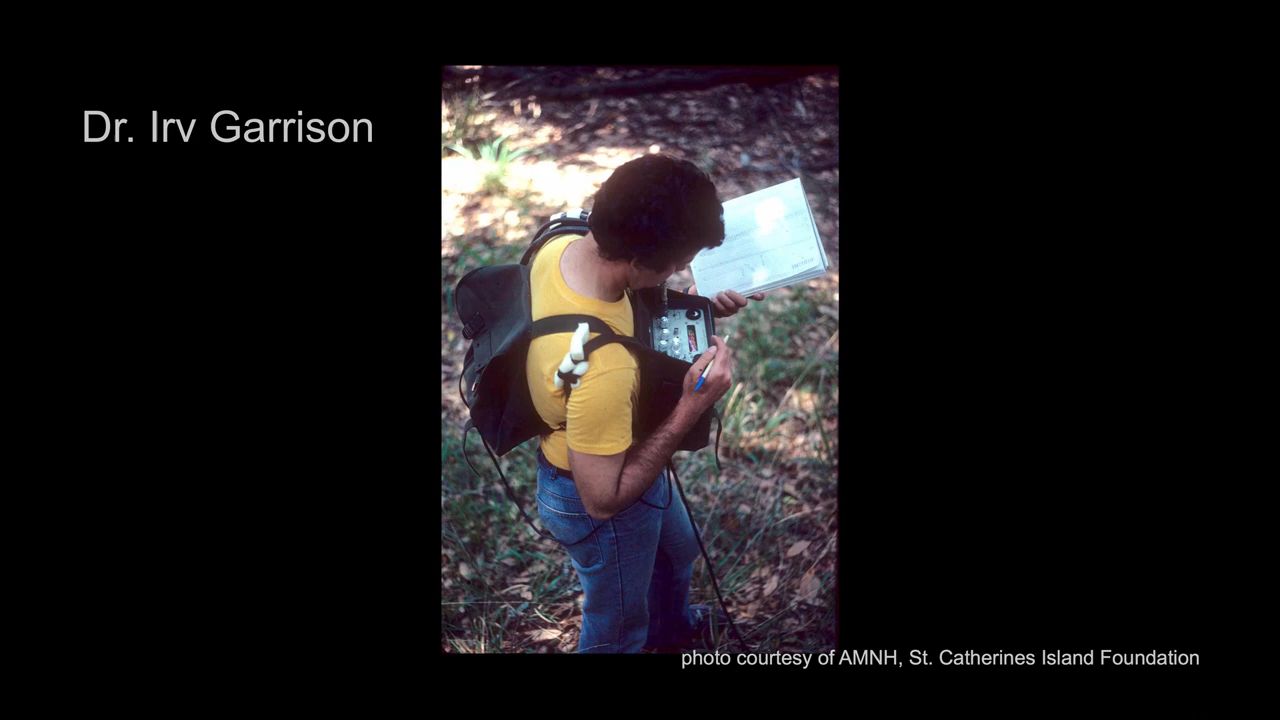 Dr. Irv Garrison
photo courtesy of AMNH, St. Catherines Island Foundation